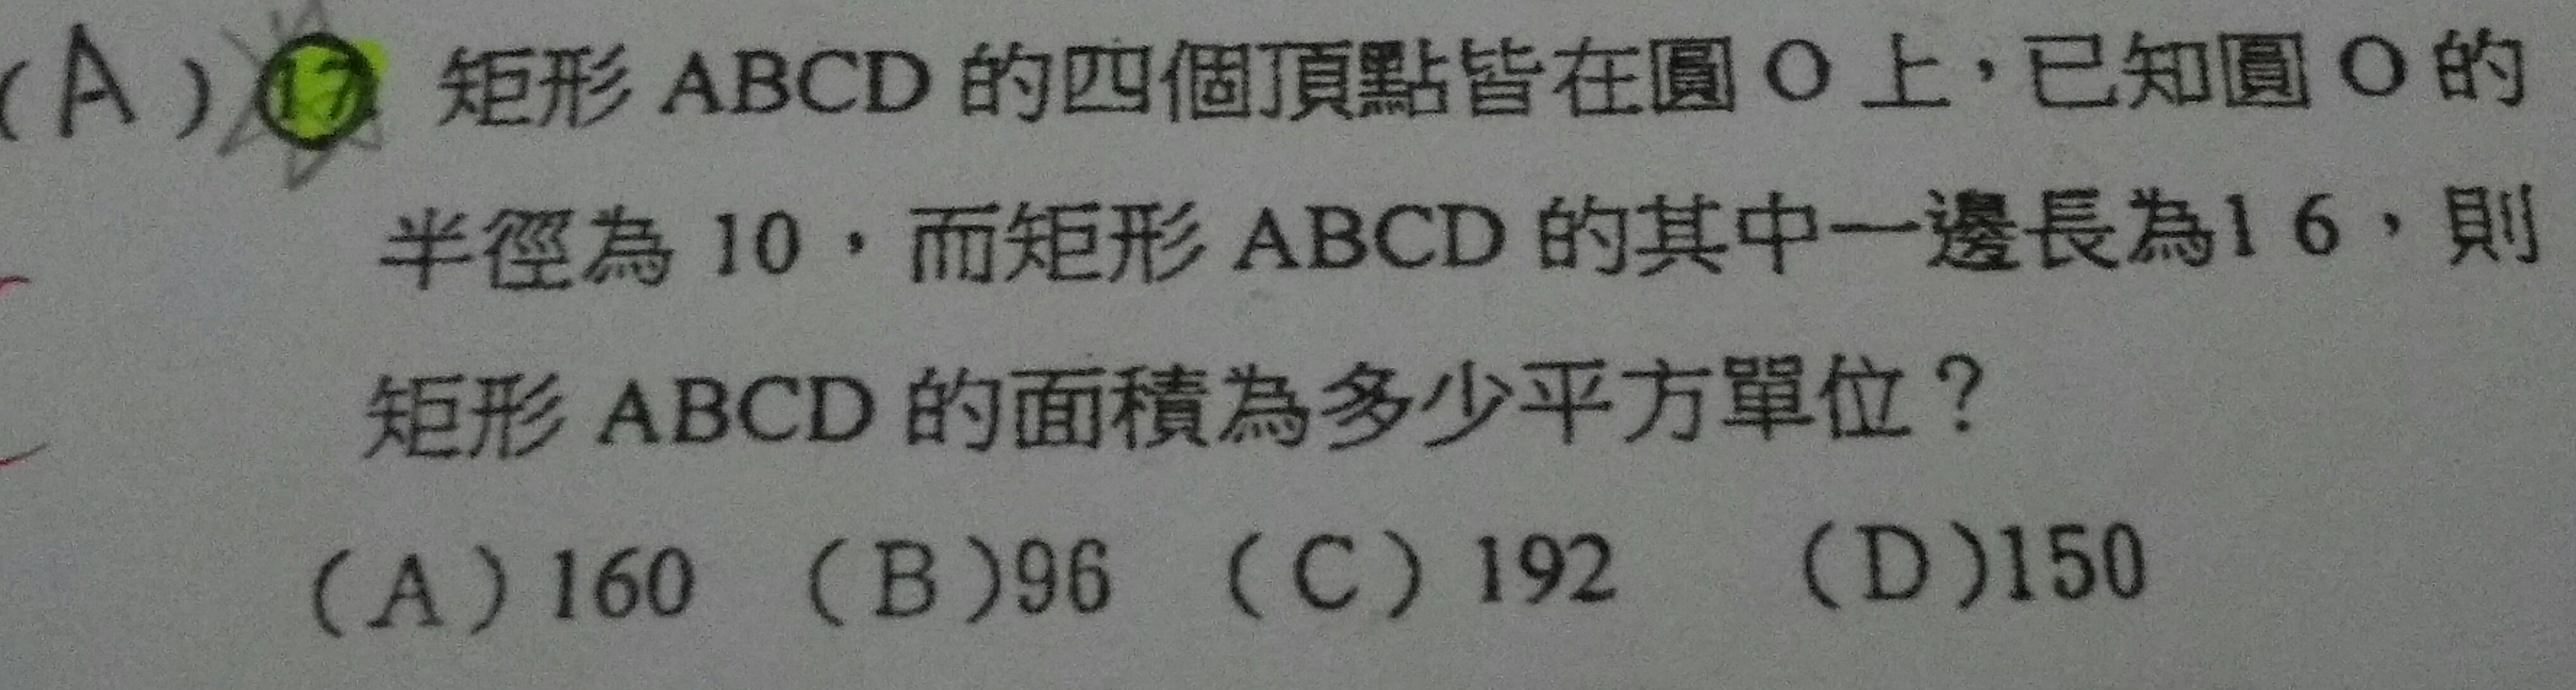 (A) 17. 矩形 ABCD 的四個頂點皆在圓 O 上，已知圓 O 的
半徑為 10，而矩形 ABCD 的其中一邊長為1 6，則
矩形 ABCD 的面積為多少平方單位？
（A）160 （B)96 （C）192 （D)150